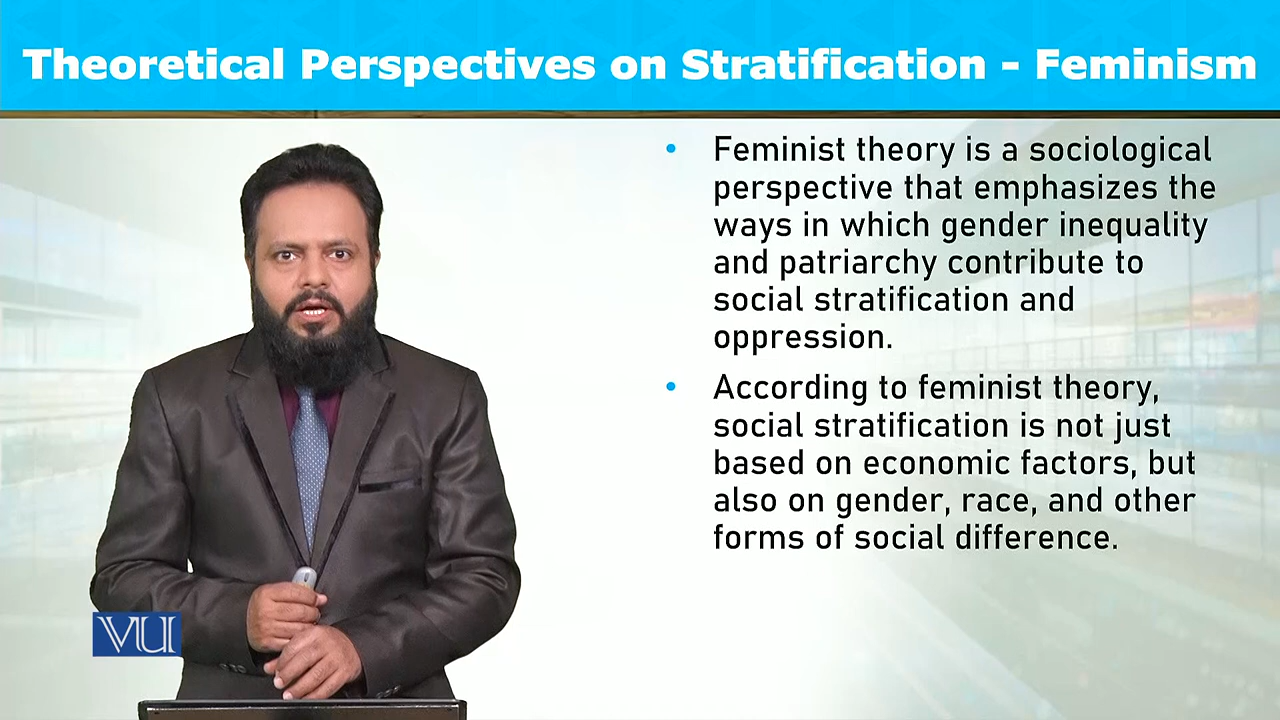 Theoretical Perspectives on Stratification - Feminism
• Feminist theory is a sociological
perspective that emphasizes the
ways in which gender inequality
and patriarchy contribute to
social stratification and
oppression.
• According to feminist theory,
social stratification is not just
based on economic factors, but
also on gender, race, and other
forms of social difference.
VU